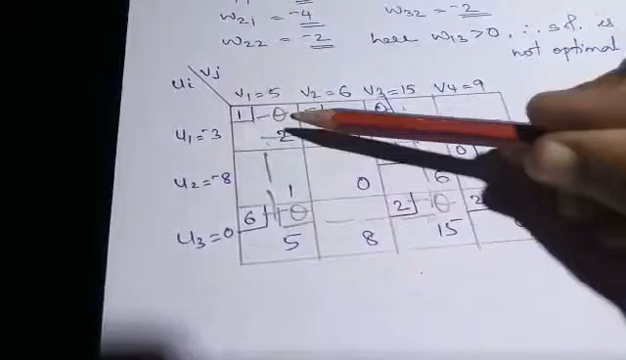 w21 = -4 w32 = -2
w22 = -2 here w13 > 0, ∴ sol. is
not optimal
ui vj v1=5 v2=6 v3=15 v4=9
1 -θ θ
u1=-3 2
0
u2=-8 1 0 6
6 +θ 2 -θ 2
u3=0 5 8 15